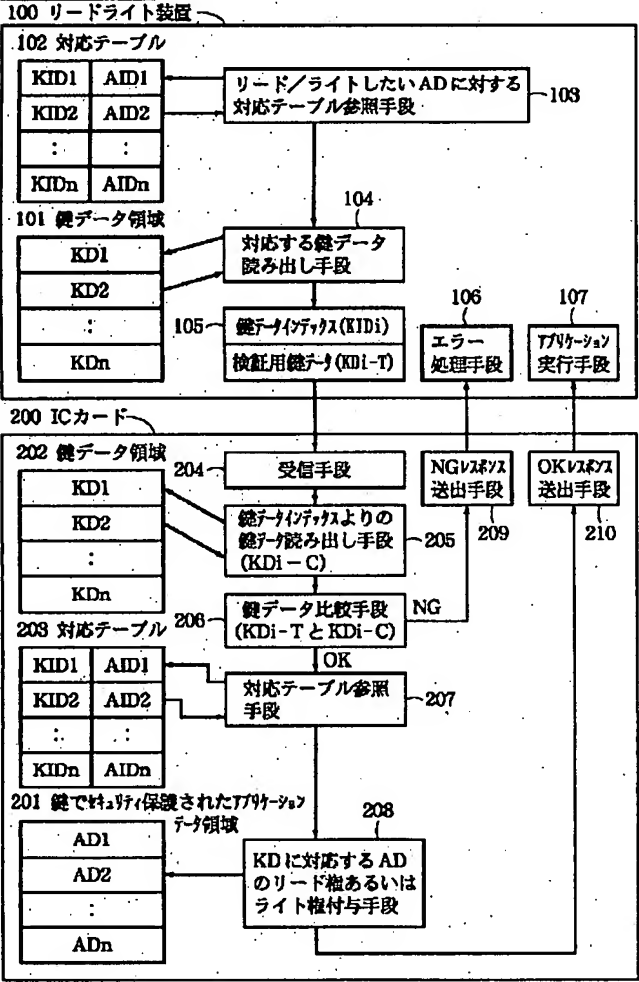 100 リードライト装置
102 対応テーブル
KID1 AID1
KID2 AID2
: :
KIDn AIDn
リード／ライトしたいADに対する
対応テーブル参照手段
103
101 鍵データ領域
KD1
KD2
:
KDn
104
対応する鍵データ
読み出し手段
105
鍵データインデックス(KIDi)
検証用鍵データ(KDi-T)
106
エラー
処理手段
107
アプリケーション
実行手段
200 ICカード
202 鍵データ領域
KD1
KD2
:
KDn
204
受信手段
鍵データインデックスよりの
鍵データ読み出し手段
(KDi－C)
205
206
鍵データ比較手段
(KDi-TとKDi-C)
NG
OK
NGレスポンス
送出手段
209
OKレスポンス
送出手段
210
203 対応テーブル
KID1 AID1
KID2 AID2
: :
KIDn AIDn
対応テーブル参照
手段
207
201 鍵でセキュリティ保護されたアプリケーション
データ領域
AD1
AD2
:
ADn
208
KDに対応するAD
のリード権あるいは
ライト権付与手段